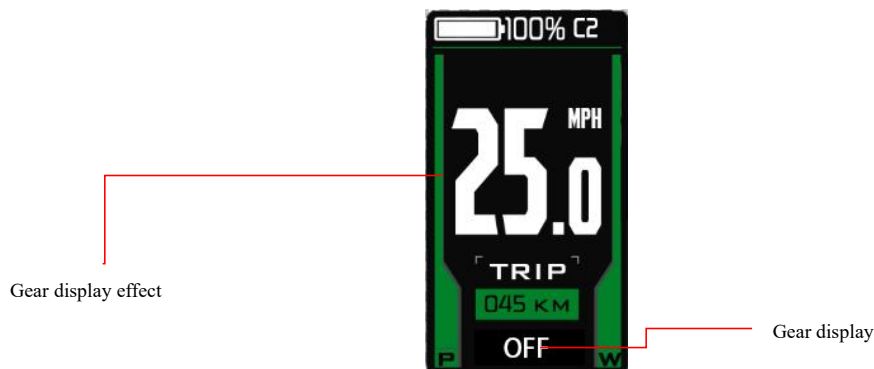 100% C2
MPH
25.0
TRIP
045 KM
OFF
P W
Gear display effect
Gear display